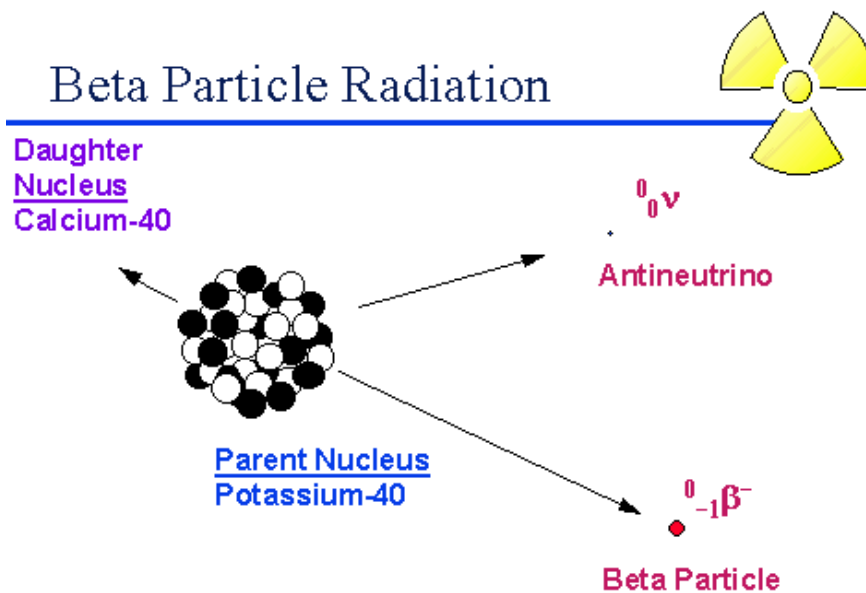 Beta Particle Radiation
Daughter
Nucleus
Calcium-40
⁰₀ν
Antineutrino
Parent Nucleus
Potassium-40
⁰₋₁β⁻
Beta Particle